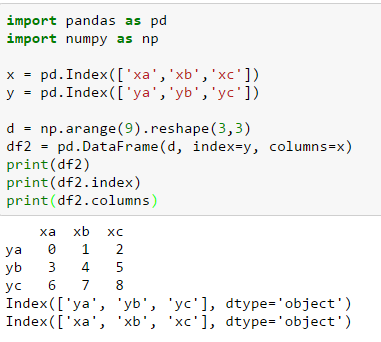 import pandas as pd
import numpy as np
x = pd.Index(['xa','xb','xc'])
y = pd.Index(['ya','yb','yc'])
d = np.arange(9).reshape(3,3)
df2 = pd.DataFrame(d, index=y, columns=x)
print(df2)
print(df2.index)
print(df2.columns)
xa xb xc
ya 0 1 2
yb 3 4 5
yc 6 7 8
Index(['ya', 'yb', 'yc'], dtype='object')
Index(['xa', 'xb', 'xc'], dtype='object')